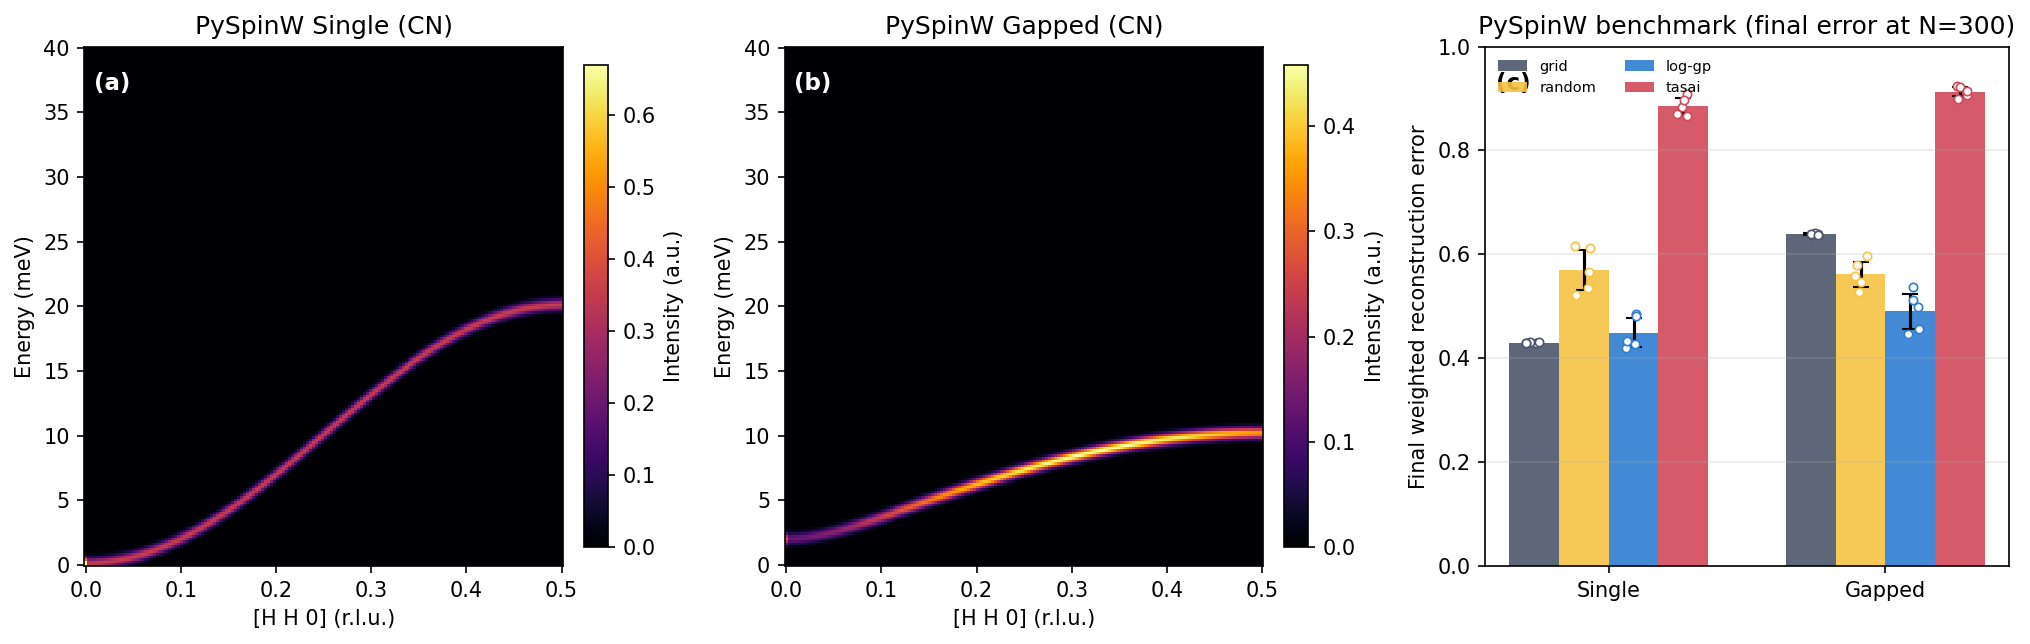 PySpinW Single (CN)
(a)
Energy (meV)
40
35
30
25
20
15
10
5
0
0.0 0.1 0.2 0.3 0.4 0.5
[H H 0] (r.l.u.)
0.6
0.5
0.4
0.3
0.2
0.1
0.0
Intensity (a.u.)
PySpinW Gapped (CN)
(b)
Energy (meV)
40
35
30
25
20
15
10
5
0
0.0 0.1 0.2 0.3 0.4 0.5
[H H 0] (r.l.u.)
0.4
0.3
0.2
0.1
0.0
Intensity (a.u.)
PySpinW benchmark (final error at N=300)
(c)
grid
random
log-gp
tasai
Final weighted reconstruction error
1.0
0.8
0.6
0.4
0.2
0.0
Single Gapped